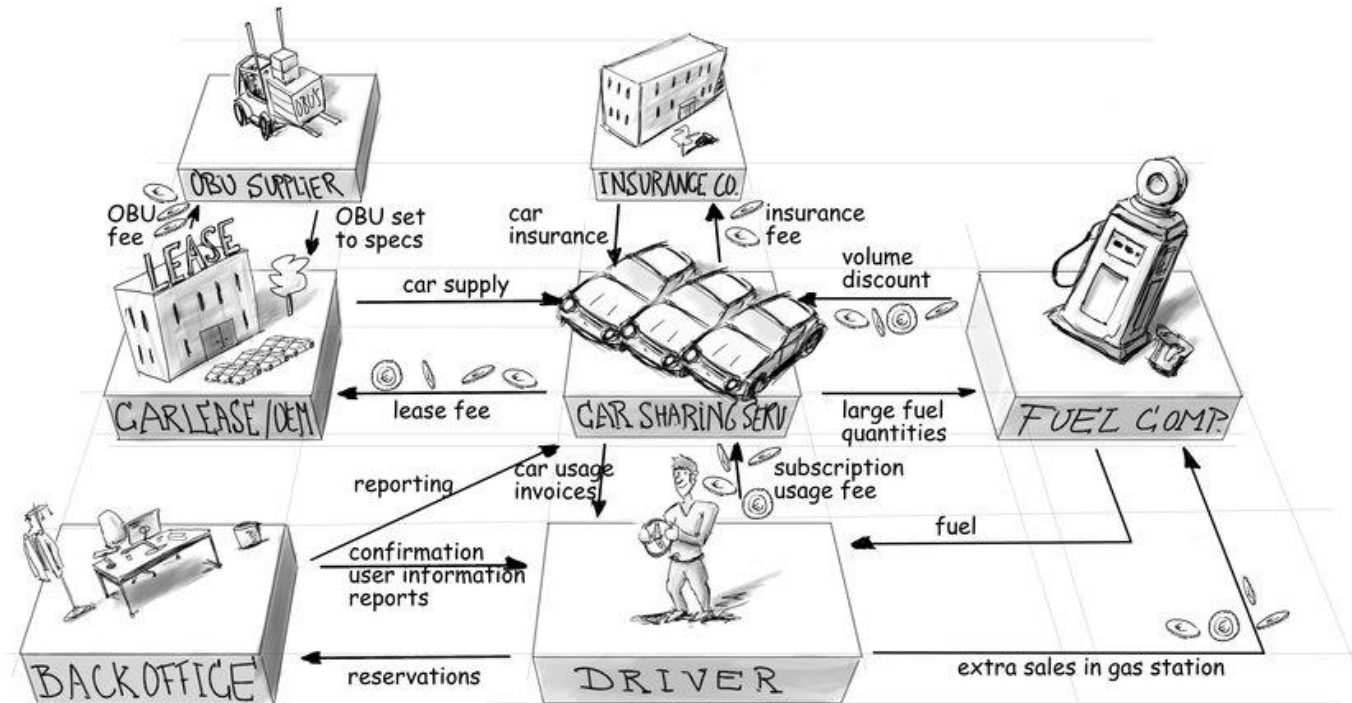 OBU'S
OBU SUPPLIER
INSURANCE CO.
OBU
fee
OBU set
to specs
car
insurance
insurance
fee
LEASE
volume
discount
car supply
lease fee
CARLEASE/OEM
CAR SHARING SERV
large fuel
quantities
FUEL COMP.
reporting
car usage
invoices
subscription
usage fee
fuel
confirmation
user information
reports
BACKOFFICE
reservations
DRIVER
extra sales in gas station